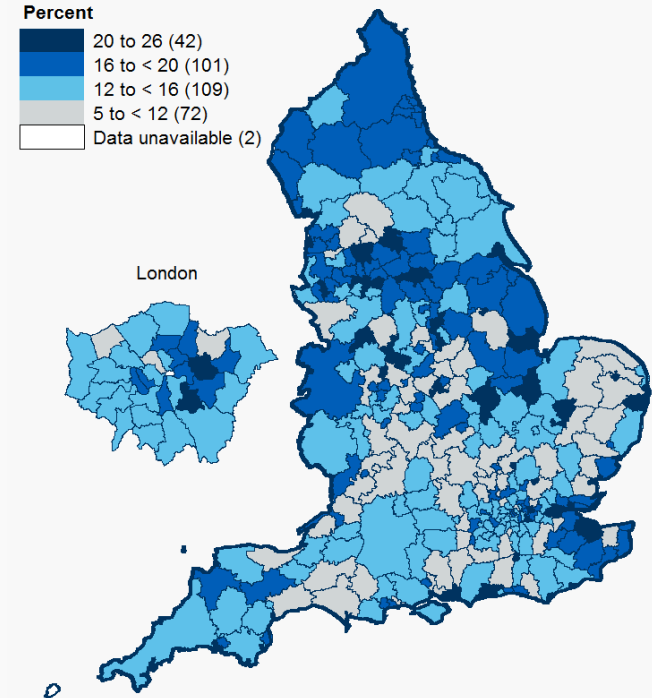 Percent
20 to 26 (42)
16 to < 20 (101)
12 to < 16 (109)
5 to < 12 (72)
Data unavailable (2)
London